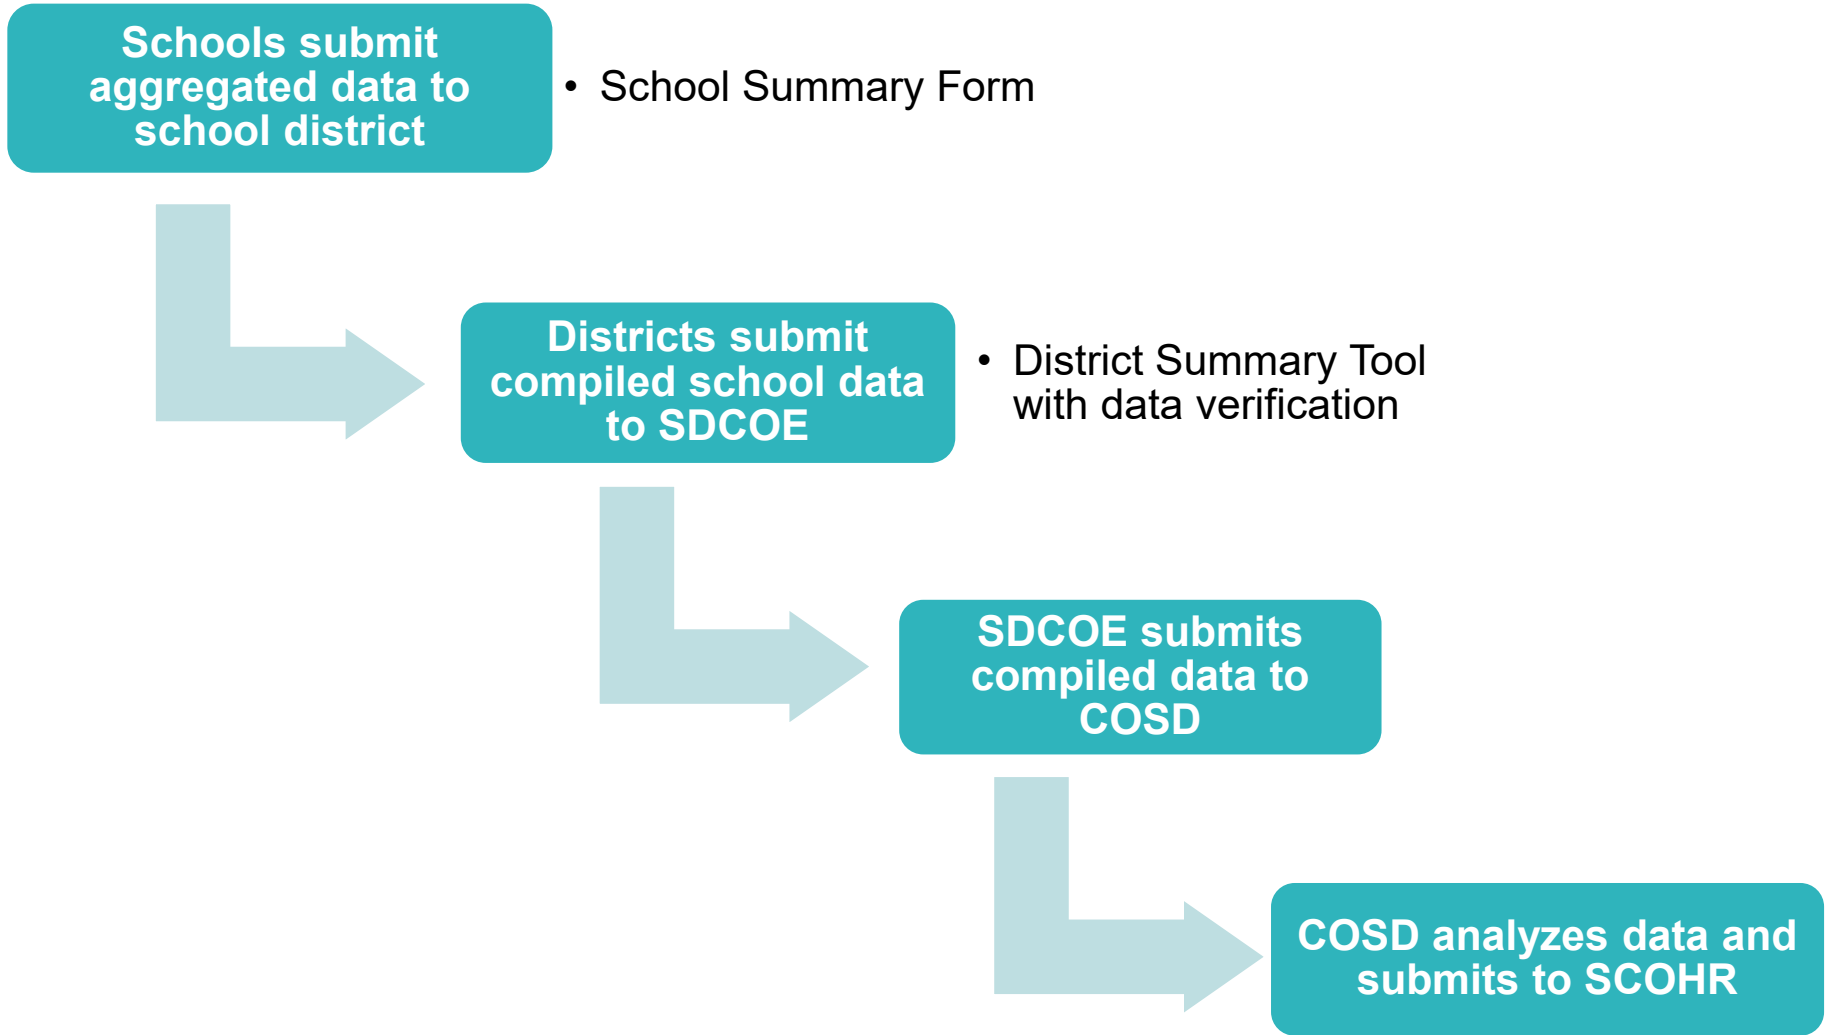 Schools submit
aggregated data to
school district
• School Summary Form
Districts submit
compiled school data
to SDCOE
• District Summary Tool
with data verification
SDCOE submits
compiled data to
COSD
COSD analyzes data and
submits to SCOHR